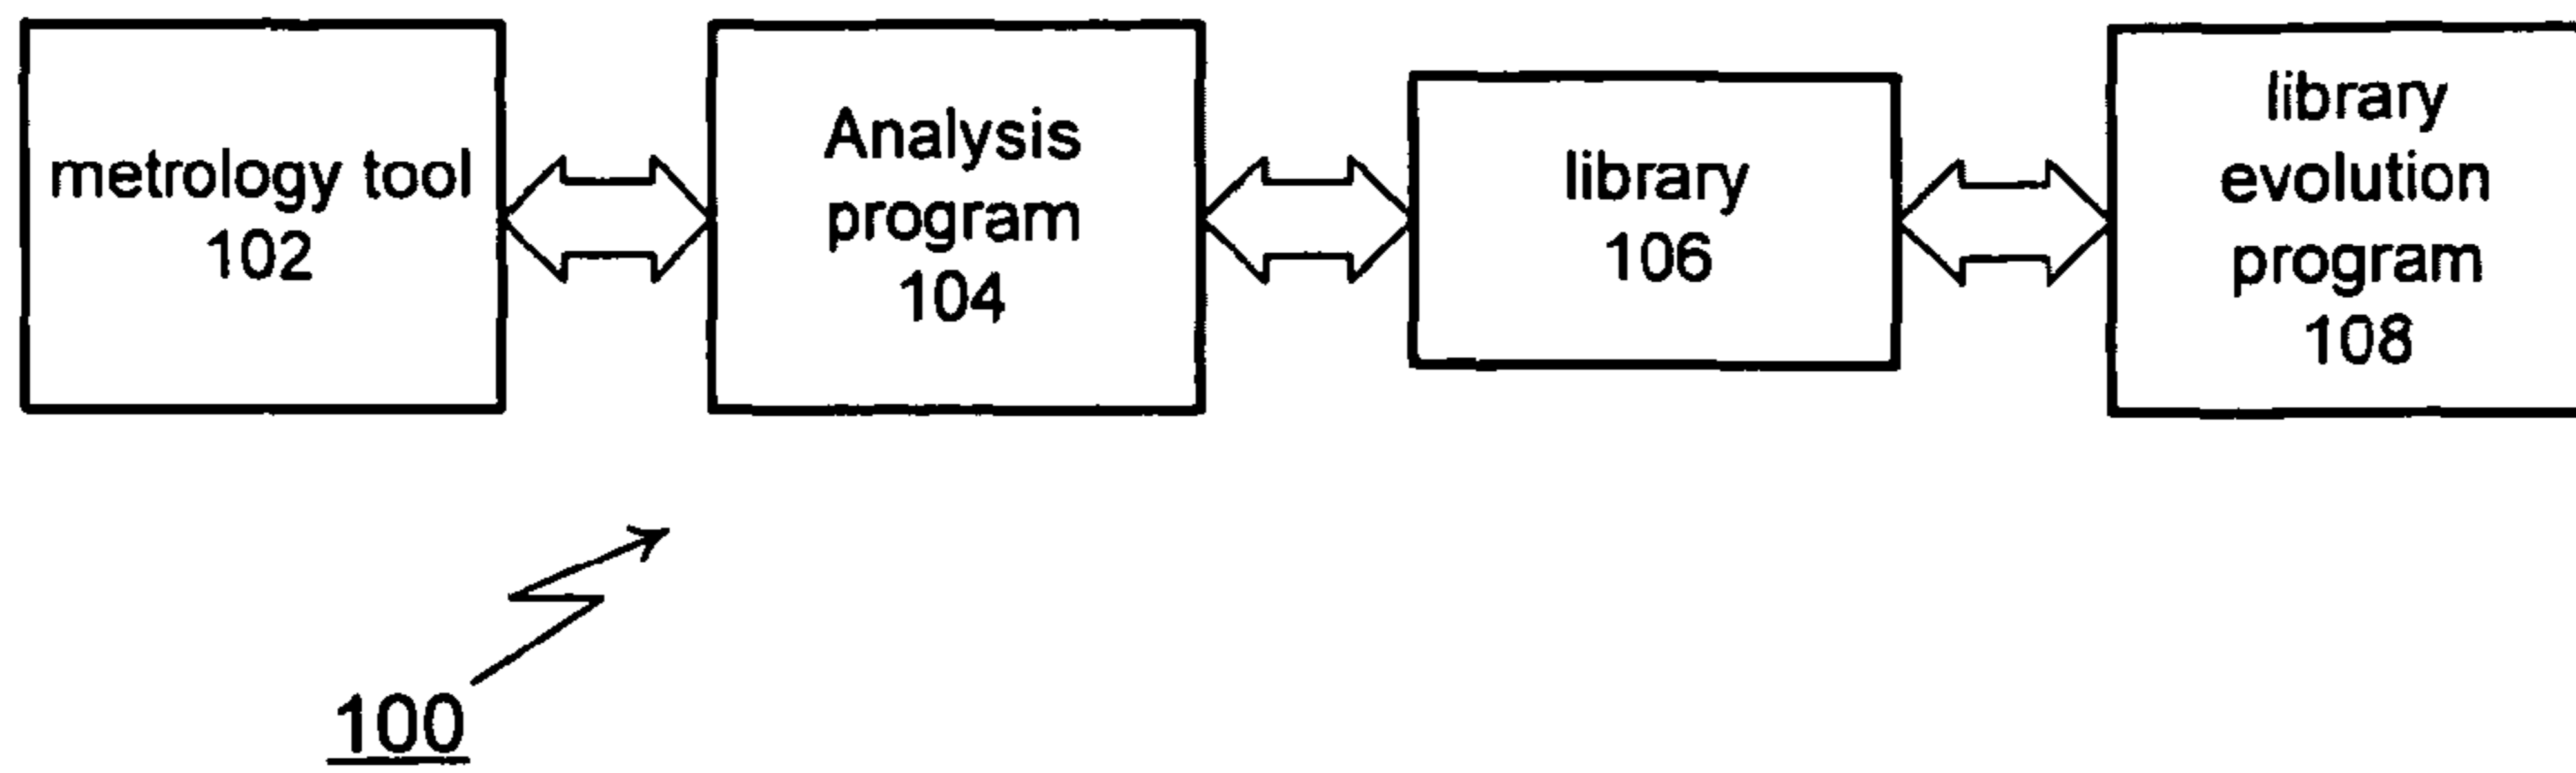 metrology tool
102
Analysis
program
104
library
106
library
evolution
program
108
100